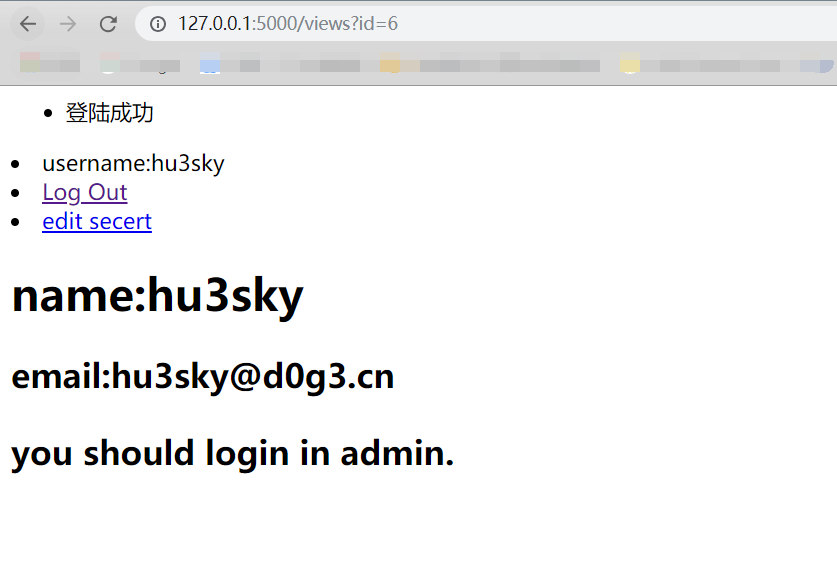 127.0.0.1:5000/views?id=6
登陆成功
username:hu3sky
Log Out
edit secert
name:hu3sky
email:hu3sky@d0g3.cn
you should login in admin.